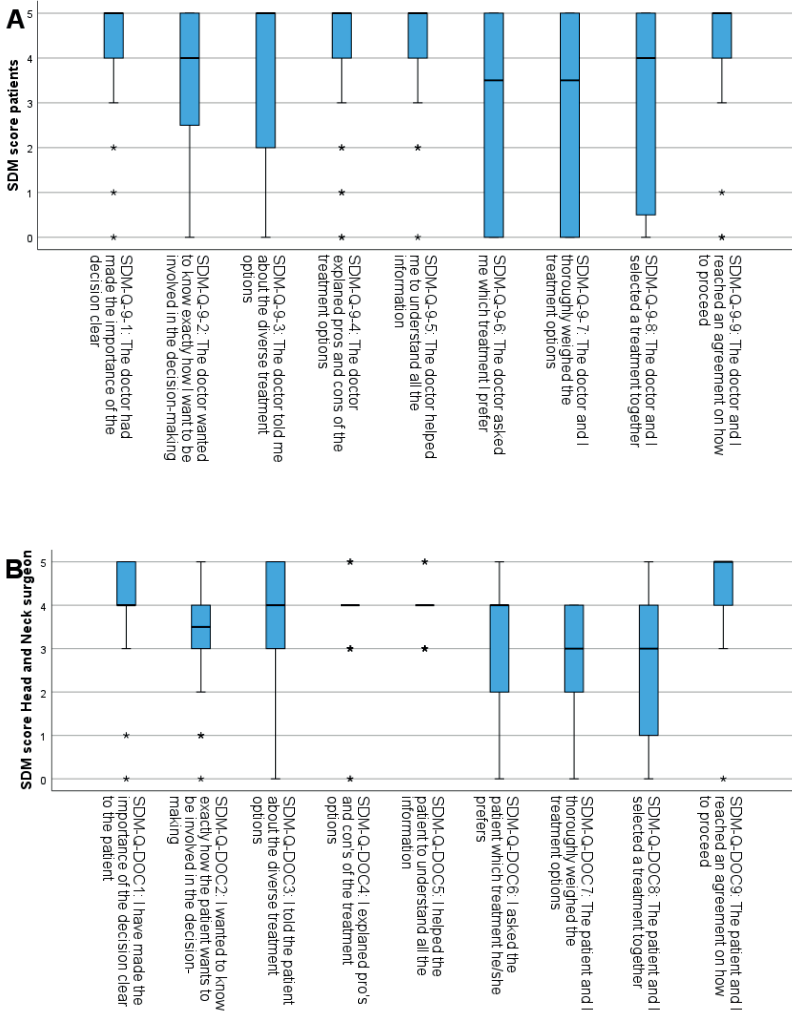 A
SDM score patients
5
4
3
2
1
0
SDM-Q-9-1: The doctor had
made the importance of the
decision clear
SDM-Q-9-2: The doctor wanted
to know exactly how I want to be
involved in the decision-making
SDM-Q-9-3: The doctor told me
about the diverse treatment
options
SDM-Q-9-4: The doctor
explaned pros and cons of the
treatment options
SDM-Q-9-5: The doctor helped
me to understand all the
information
SDM-Q-9-6: The doctor asked
me which treatment I prefer
SDM-Q-9-7: The doctor and I
thoroughly weighed the
treatment options
SDM-Q-9-8: The doctor and I
selected a treatment together
SDM-Q-9-9: The doctor and I
reached an agreement on how
to proceed
B
SDM score Head and Neck surgeon
5
4
3
2
1
0
SDM-Q-DOC1: I have made the
importance of the decision clear
to the patient
SDM-Q-DOC2: I wanted to know
exactly how the patient wants to
be involved in the decision-
making
SDM-Q-DOC3: I told the patient
about the diverse treatment
options
SDM-Q-DOC4: I explaned pro's
and con's of the treatment
options
SDM-Q-DOC5: I helped the
patient to understand all the
information
SDM-Q-DOC6: I asked the
patient which treatment he/she
prefers
SDM-Q-DOC7: The patient and I
thoroughly weighed the
treatment options
SDM-Q-DOC8: The patient and I
selected a treatment together
SDM-Q-DOC9: The patient and I
reached an agreement on how
to proceed